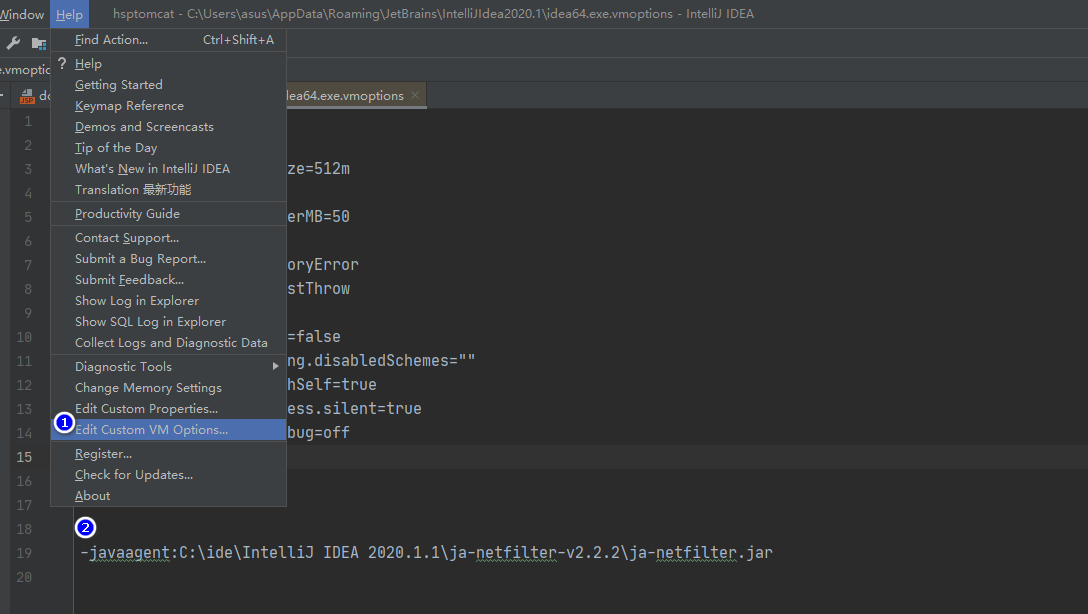 Window Help hsptomcat - C:\Users\asus\AppData\Roaming\JetBrains\IntelliJIdea2020.1\idea64.exe.vmoptions - IntelliJ IDEA
Find Action... Ctrl+Shift+A
? Help
Getting Started
Keymap Reference
Demos and Screencasts
Tip of the Day
What's New in IntelliJ IDEA
Translation 最新功能
Productivity Guide
Contact Support...
Submit a Bug Report...
Submit Feedback...
Show Log in Explorer
Show SQL Log in Explorer
Collect Logs and Diagnostic Data
Diagnostic Tools
Change Memory Settings
Edit Custom Properties...
1 Edit Custom VM Options...
Register...
Check for Updates...
About
e.vmoptio
JSP do
dea64.exe.vmoptions ×
1
2
3 ze=512m
4
5 erMB=50
6
7 oryError
8 stThrow
9
10 =false
11 ng.disabledSchemes=""
12 hSelf=true
13 ess.silent=true
14 bug=off
15
16
17
18 2
19 -javaagent:C:\ide\IntelliJ IDEA 2020.1.1\ja-netfilter-v2.2.2\ja-netfilter.jar
20